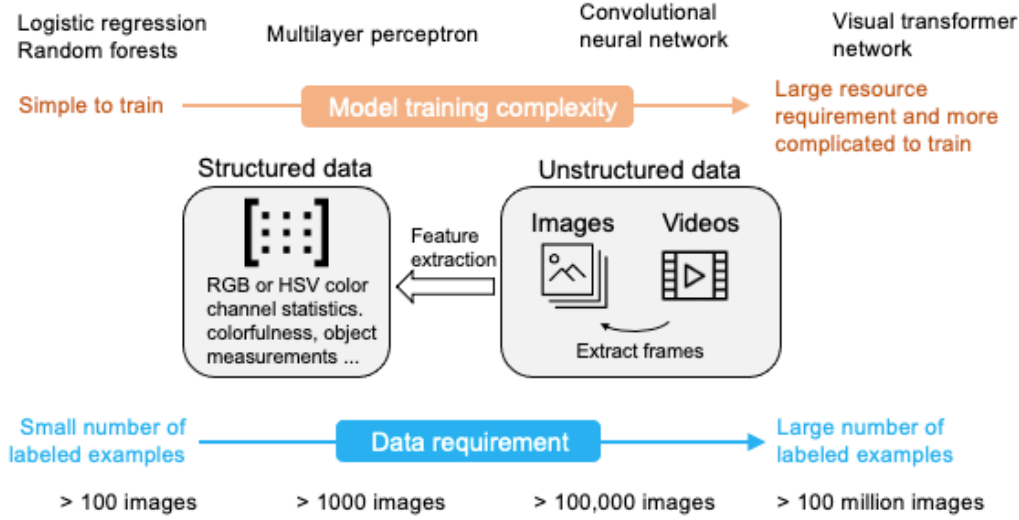 Logistic regression
Random forests
Multilayer perceptron
Convolutional
neural network
Visual transformer
network
Simple to train
Model training complexity
Large resource
requirement and more
complicated to train
Structured data
RGB or HSV color
channel statistics.
colorfulness, object
measurements ...
Feature
extraction
Unstructured data
Images
Videos
Extract frames
Small number of
labeled examples
Data requirement
Large number of
labeled examples
> 100 images
> 1000 images
> 100,000 images
> 100 million images